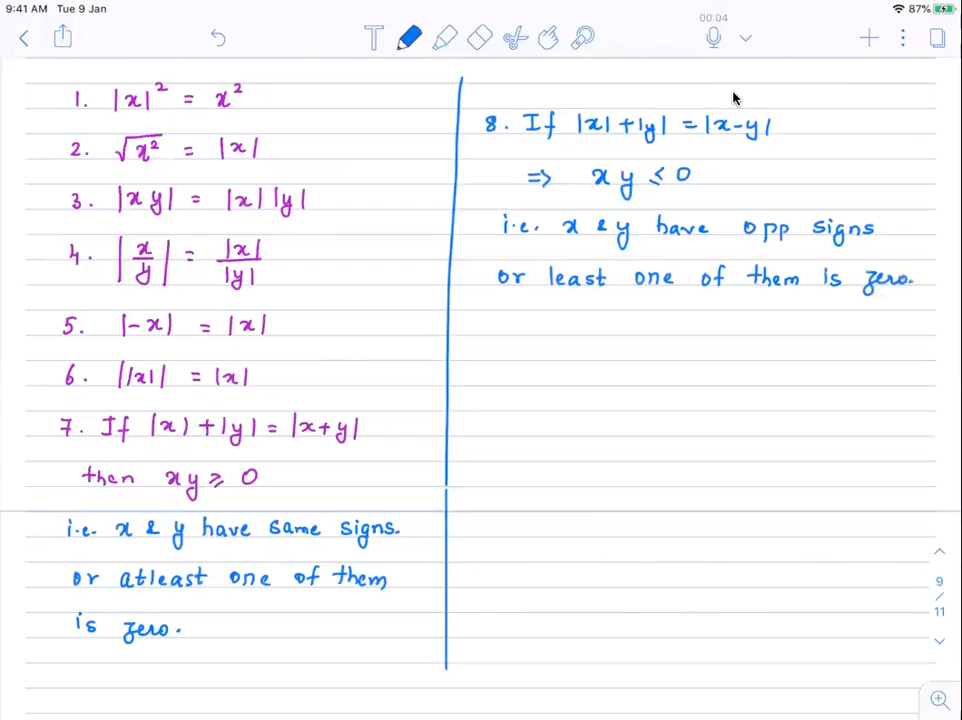 9:41 AM Tue 9 Jan
87%
00:04
1. |x|² = x²
2. √x² = |x|
3. |xy| = |x| |y|
4. |x/y| = |x|/|y|
5. |-x| = |x|
6. ||x|| = |x|
7. If |x|+|y| = |x+y|
then xy ≥ 0
i.e. x & y have same signs.
or atleast one of them
is zero.
8. If |x|+|y| = |x-y|
=> xy ≤ 0
i.e. x & y have opp signs
or least one of them is zero.
9
/
11